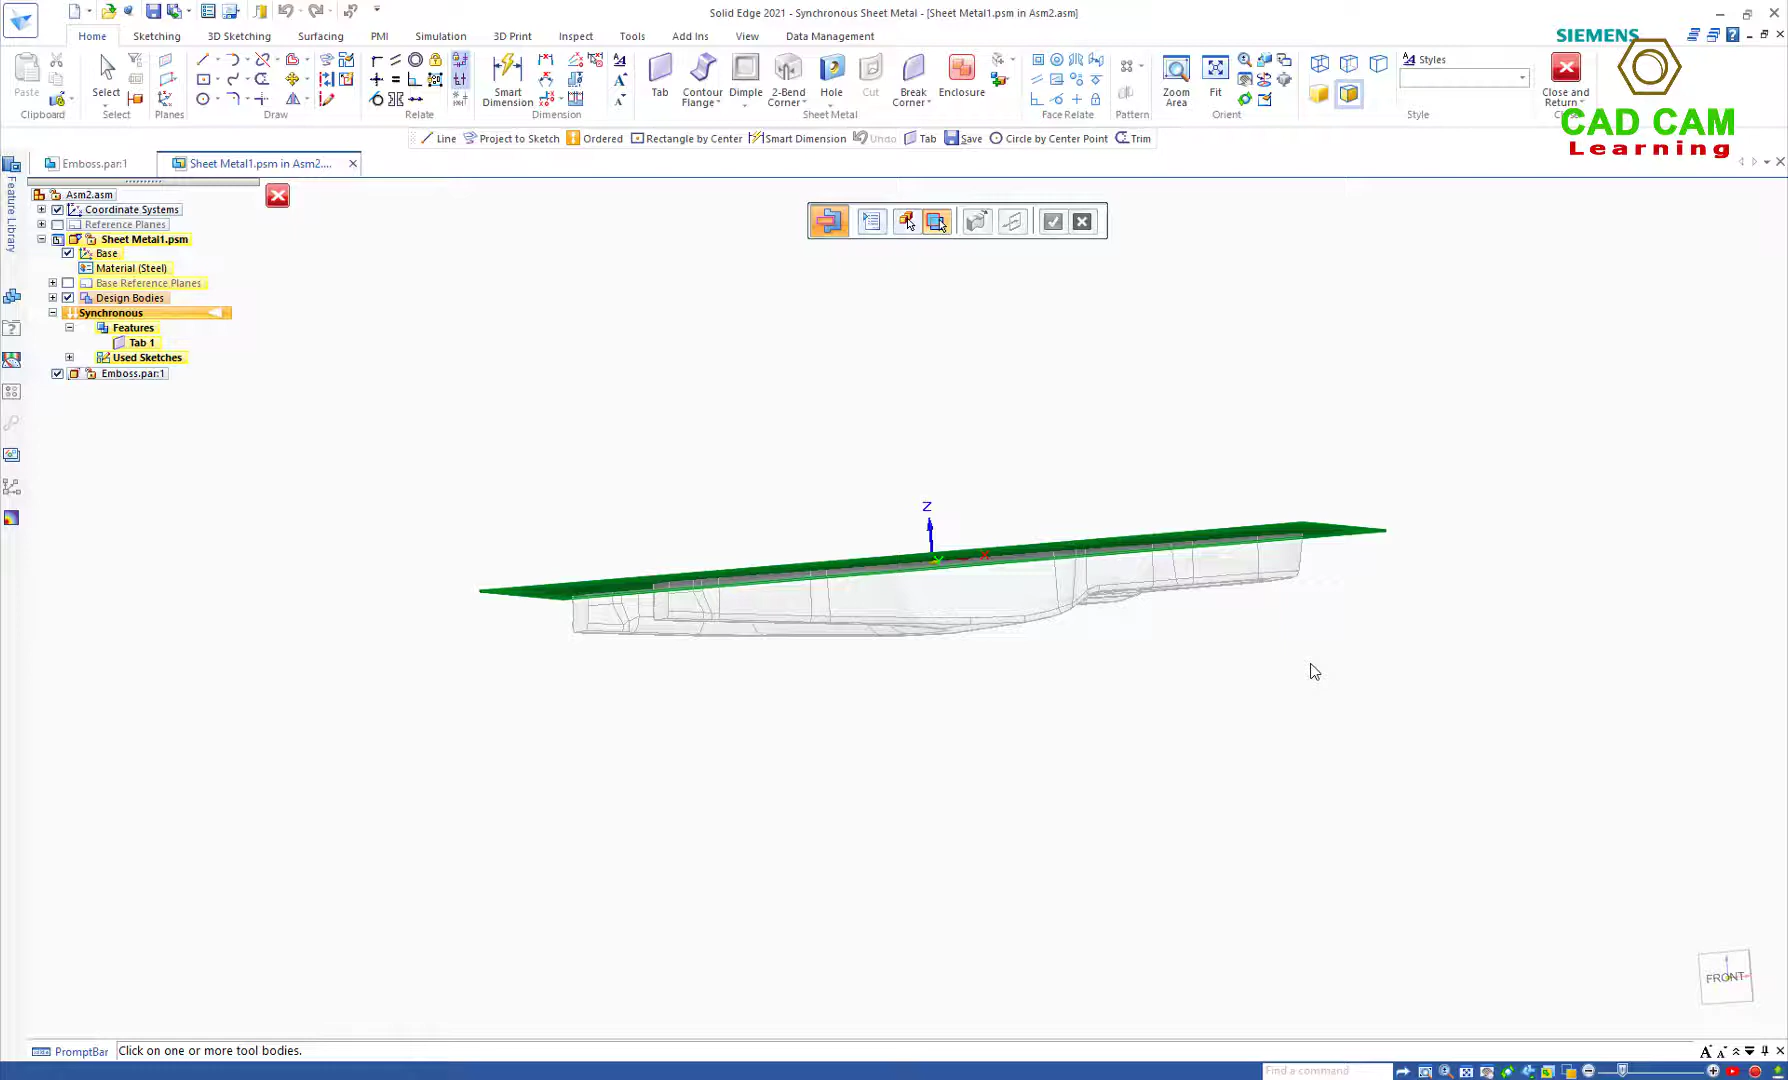 Solid Edge 2021 - Synchronous Sheet Metal - [Sheet Metal1.psm in Asm2.asm]
Home Sketching 3D Sketching Surfacing PMI Simulation 3D Print Inspect Tools Add Ins View Data Management
SIEMENS
CAD CAM
Learning
Paste
Clipboard
Select
Select
Planes
Draw
Relate
Smart
Dimension
Dimension
Tab
Contour
Flange
Dimple
2-Bend
Corner
Hole
Cut
Break
Corner
Enclosure
Sheet Metal
Face Relate
Pattern
Zoom
Area
Fit
Orient
Styles
Style
Close and
Return
Line Project to Sketch Ordered Rectangle by Center Smart Dimension Undo Tab Save Circle by Center Point Trim
Emboss.par:1
Sheet Metal1.psm in Asm2....
Feature Library
Asm2.asm
Coordinate Systems
Reference Planes
Sheet Metal1.psm
Base
Material (Steel)
Base Reference Planes
Design Bodies
Synchronous
Features
Tab 1
Used Sketches
Emboss.par:1
Z
X
FRONT
PromptBar
Click on one or more tool bodies.
Find a command